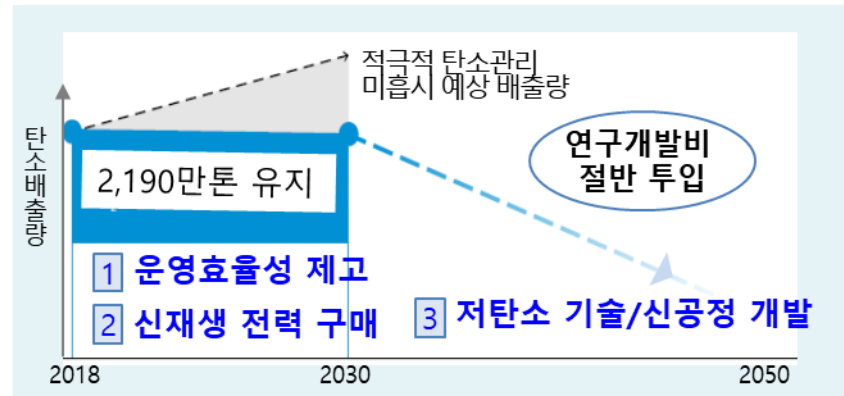 적극적 탄소관리
미흡시 예상 배출량
탄소배출량
연구개발비
절반 투입
2,190만톤 유지
1 운영효율성 제고
2 신재생 전력 구매
3 저탄소 기술/신공정 개발
2018
2030
2050